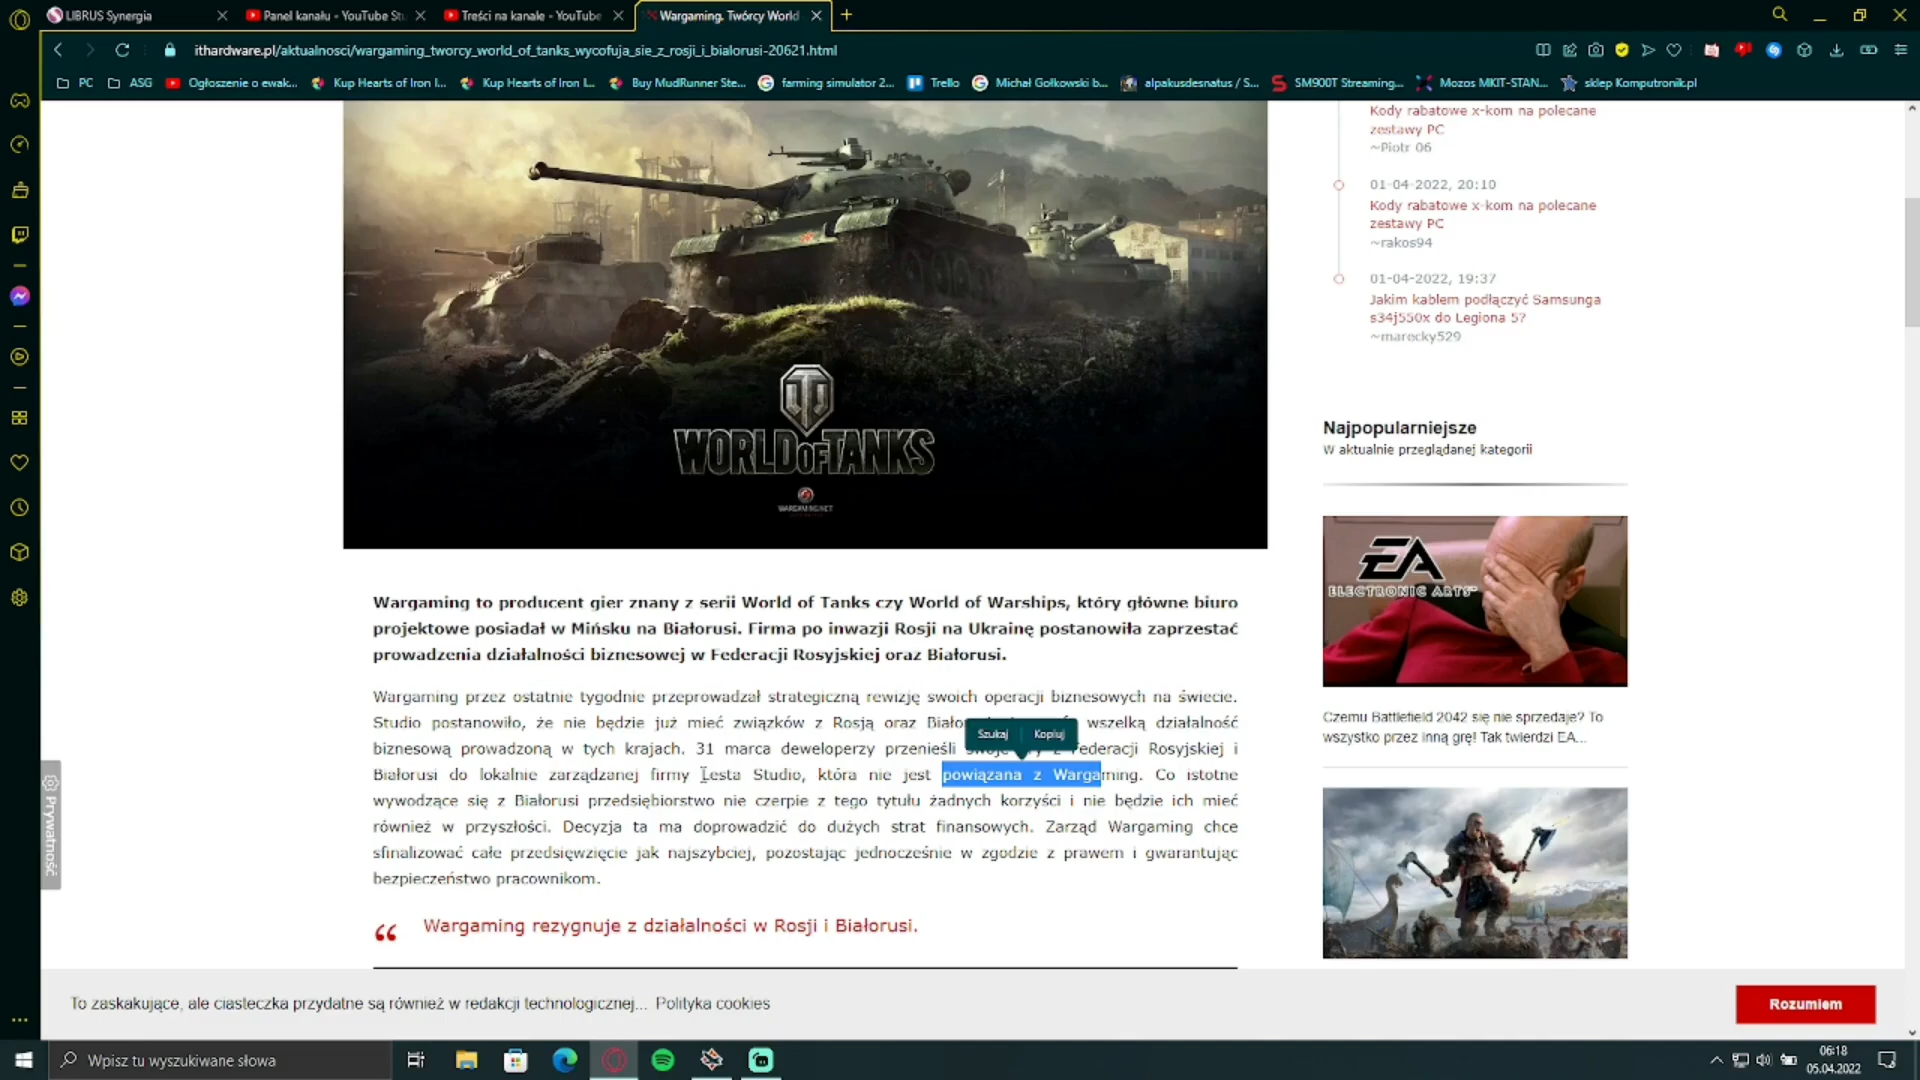 LIBRUS Synergia
Panel kanału - YouTube St
Treści na kanale - YouTube
Wargaming. Twórcy World
ithardware.pl/aktualnosci/wargaming_tworcy_world_of_tanks_wycofuja_sie_z_rosji_i_bialorusi-20621.html
PC
ASG
Ogłoszenie o ewak...
Kup Hearts of Iron I...
Kup Hearts of Iron I...
Buy MudRunner Ste...
farming simulator 2...
Trello
Michał Gołkowski b...
alpakusdesnatus / S...
SM900T Streaming...
Mozos MKIT-STAN...
sklep Komputronik.pl
WORLD OF TANKS
WARGAMING.NET
Kody rabatowe x-kom na polecane
zestawy PC
~Piotr 06
01-04-2022, 20:10
Kody rabatowe x-kom na polecane
zestawy PC
~rakos94
01-04-2022, 19:37
Jakim kablem podłączyć Samsunga
s34j550x do Legiona 5?
~marecky529
Najpopularniejsze
W aktualnie przeglądanej kategorii
EA
ELECTRONIC ARTS
Czemu Battlefield 2042 się nie sprzedaje? To
wszystko przez inną grę! Tak twierdzi EA...
Wargaming to producent gier znany z serii World of Tanks czy World of Warships, który główne biuro
projektowe posiadał w Mińsku na Białorusi. Firma po inwazji Rosji na Ukrainę postanowiła zaprzestać
prowadzenia działalności biznesowej w Federacji Rosyjskiej oraz Białorusi.
Wargaming przez ostatnie tygodnie przeprowadzał strategiczną rewizję swoich operacji biznesowych na świecie.
Studio postanowiło, że nie będzie już mieć związków z Rosją oraz wszelką działalność
Szukaj Kopiuj
biznesową prowadzoną w tych krajach. 31 marca deweloperzy przenieśli Federacji Rosyjskiej i
Białorusi do lokalnie zarządzanej firmy Lesta Studio, która nie jest powiązana z Wargaming. Co istotne
wywodzące się z Białorusi przedsiębiorstwo nie czerpie z tego tytułu żadnych korzyści i nie będzie ich mieć
również w przyszłości. Decyzja ta ma doprowadzić do dużych strat finansowych. Zarząd Wargaming chce
sfinalizować całe przedsięwzięcie jak najszybciej, pozostając jednocześnie w zgodzie z prawem i gwarantując
bezpieczeństwo pracownikom.
“ Wargaming rezygnuje z działalności w Rosji i Białorusi.
Prywatność
To zaskakujące, ale ciasteczka przydatne są również w redakcji technologicznej... Polityka cookies
Rozumiem
Wpisz tu wyszukiwane słowa
06:18
05.04.2022